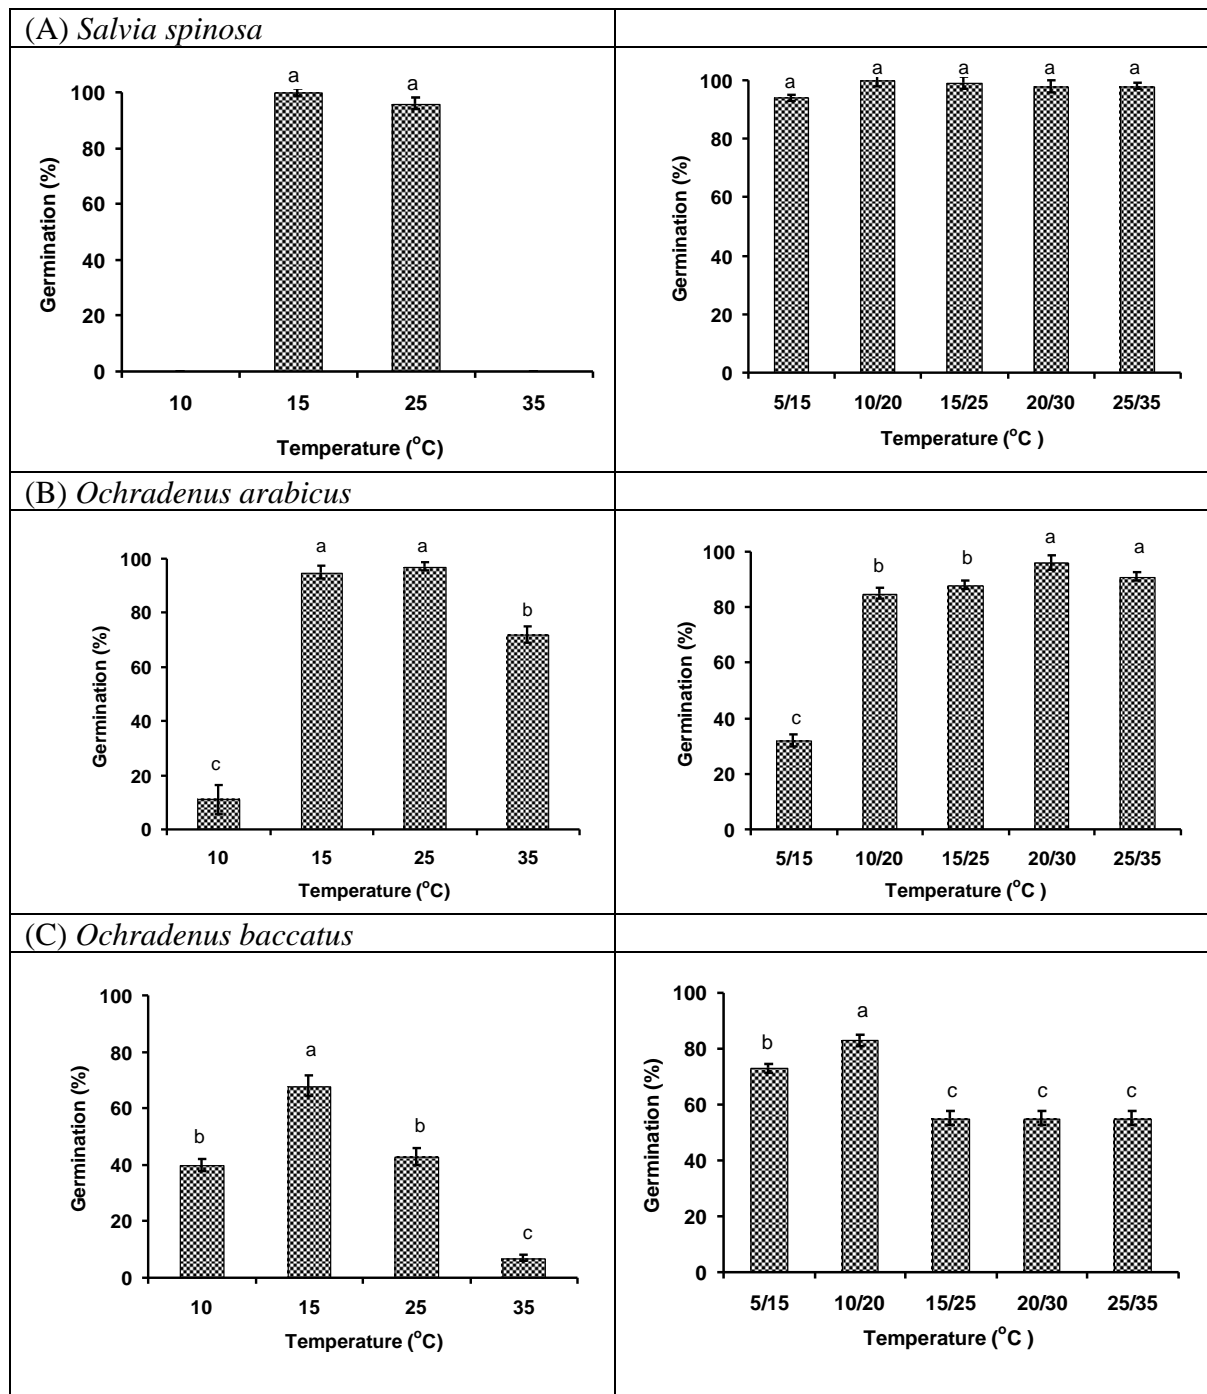 (A) Salvia spinosa
a
a
100
80
60
40
20
0
Germination (%)
10 15 25 35
Temperature (°C)
a a a a a
100
80
60
40
20
0
Germination (%)
5/15 10/20 15/25 20/30 25/35
Temperature (°C )
(B) Ochradenus arabicus
a a
b
c
100
80
60
40
20
0
Germination (%)
10 15 25 35
Temperature (°C)
a a
b b
c
100
80
60
40
20
0
Germination (%)
5/15 10/20 15/25 20/30 25/35
Temperature (°C )
(C) Ochradenus baccatus
100
80
60
40
20
0
a
b b
c
Germination (%)
10 15 25 35
Temperature (°C)
100
80
60
40
20
0
a
b
c c c
Germination (%)
5/15 10/20 15/25 20/30 25/35
Temperature (°C )